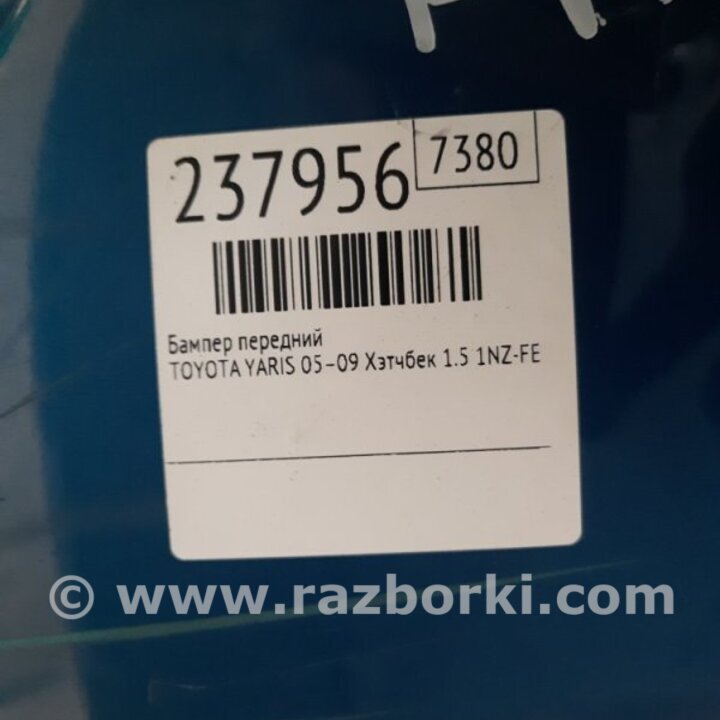 237956
7380
Бампер передний
TOYOTA YARIS 05-09 Хэтчбек 1.5 1NZ-FE
© www.razborki.com